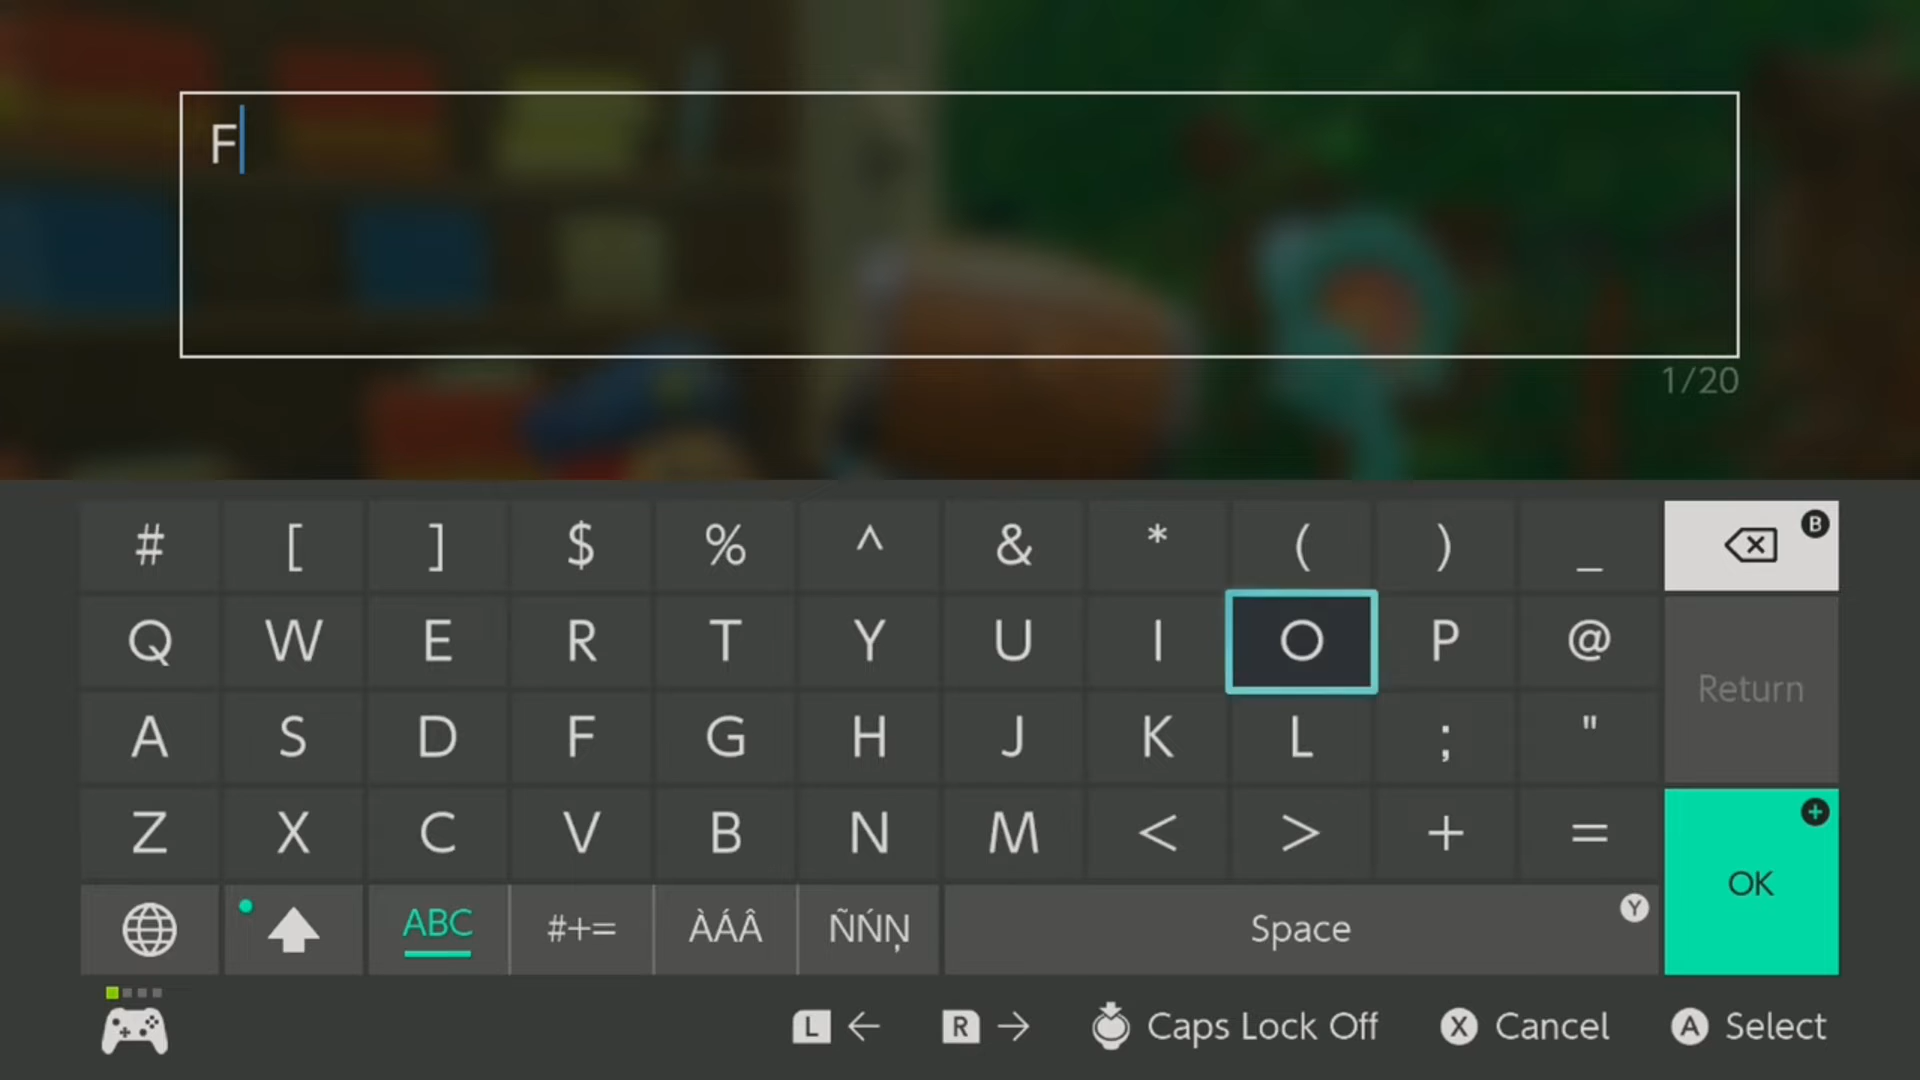 F
1/20
# [ ] $ % ^ & * ( ) _ B
Q W E R T Y U I O P @
Return
A S D F G H J K L ; "
Z X C V B N M < > + = +
OK
ABC #+= ÀÁÂ ÑŃŅ Space Y
L ← R → Caps Lock Off X Cancel A Select